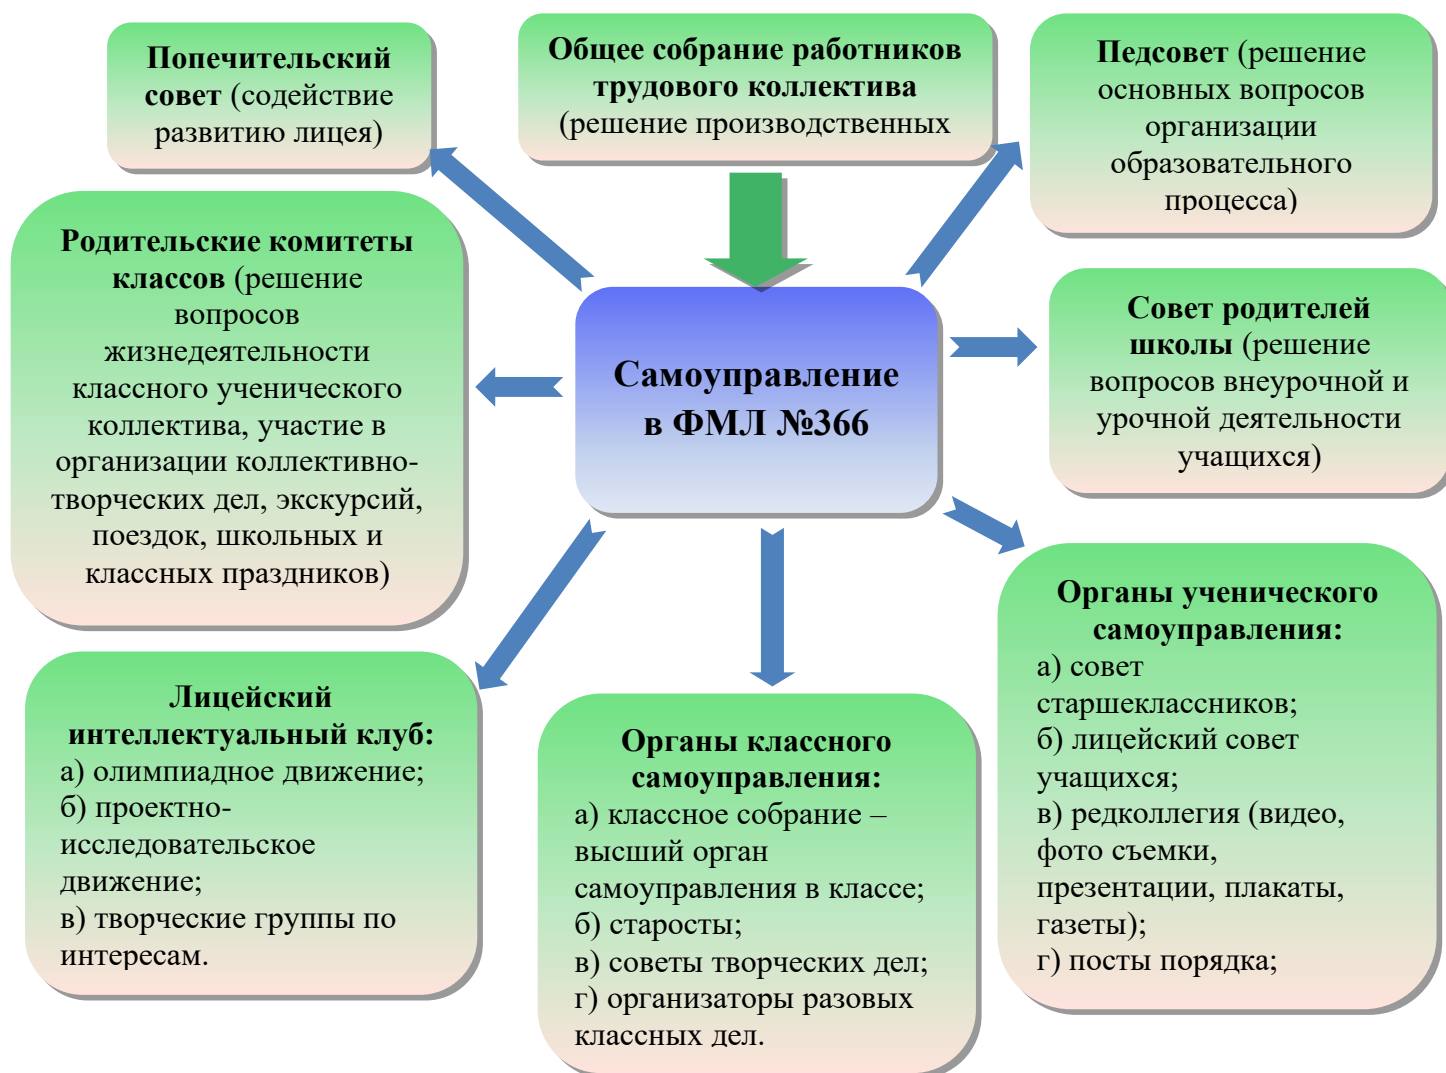 Попечительский
совет (содействие
развитию лицея)
Общее собрание работников
трудового коллектива
(решение производственных
Педсовет (решение
основных вопросов
организации
образовательного
процесса)
Родительские комитеты
классов (решение
вопросов
жизнедеятельности
классного ученического
коллектива, участие в
организации коллективно-
творческих дел, экскурсий,
поездок, школьных и
классных праздников)
Самоуправление
в ФМЛ №366
Совет родителей
школы (решение
вопросов внеурочной и
урочной деятельности
учащихся)
Лицейский
интеллектуальный клуб:
а) олимпиадное движение;
б) проектно-
исследовательское
движение;
в) творческие группы по
интересам.
Органы классного
самоуправления:
а) классное собрание –
высший орган
самоуправления в классе;
б) старосты;
в) советы творческих дел;
г) организаторы разовых
классных дел.
Органы ученического
самоуправления:
а) совет
старшеклассников;
б) лицейский совет
учащихся;
в) редколлегия (видео,
фото съемки,
презентации, плакаты,
газеты);
г) посты порядка;